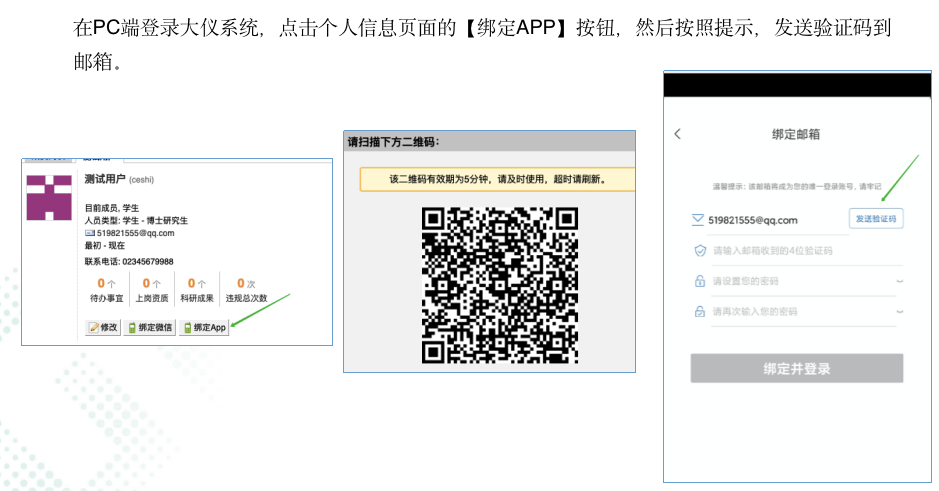 在PC端登录大仪系统，点击个人信息页面的【绑定APP】按钮，然后按照提示，发送验证码到
邮箱。
测试用户 (ceshi)
目前成员, 学生
人员类型: 学生 - 博士研究生
519821555@qq.com
最初 - 现在
联系电话: 02345679988
0 个 0 个 0 个 0 次
待办事宜 上岗资质 科研成果 违规总次数
修改 绑定微信 绑定App
请扫描下方二维码：
该二维码有效期为5分钟，请及时使用，超时请刷新。
绑定邮箱
温馨提示：该邮箱将成为您的唯一登录账号，请牢记
519821555@qq.com 发送验证码
请输入邮箱收到的4位验证码
请设置您的密码
请再次输入您的密码
绑定并登录